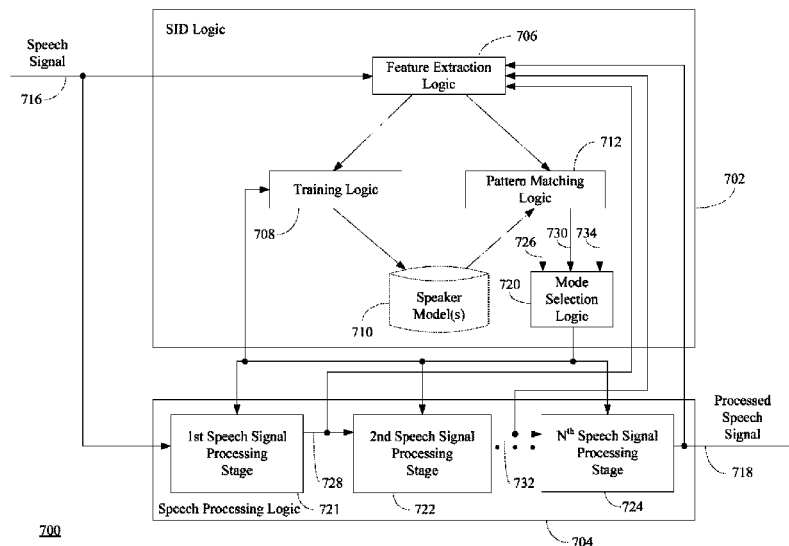 SID Logic
706
Speech
Signal
716
Feature Extraction
Logic
712
702
Training Logic
708
Pattern Matching
Logic
726
730
734
720
Mode
Selection
Logic
Speaker
Model(s)
710
Processed
Speech
Signal
718
1st Speech Signal
Processing
Stage
728
2nd Speech Signal
Processing
Stage
732
Nth Speech Signal
Processing
Stage
Speech Processing Logic
721
722
724
700
704